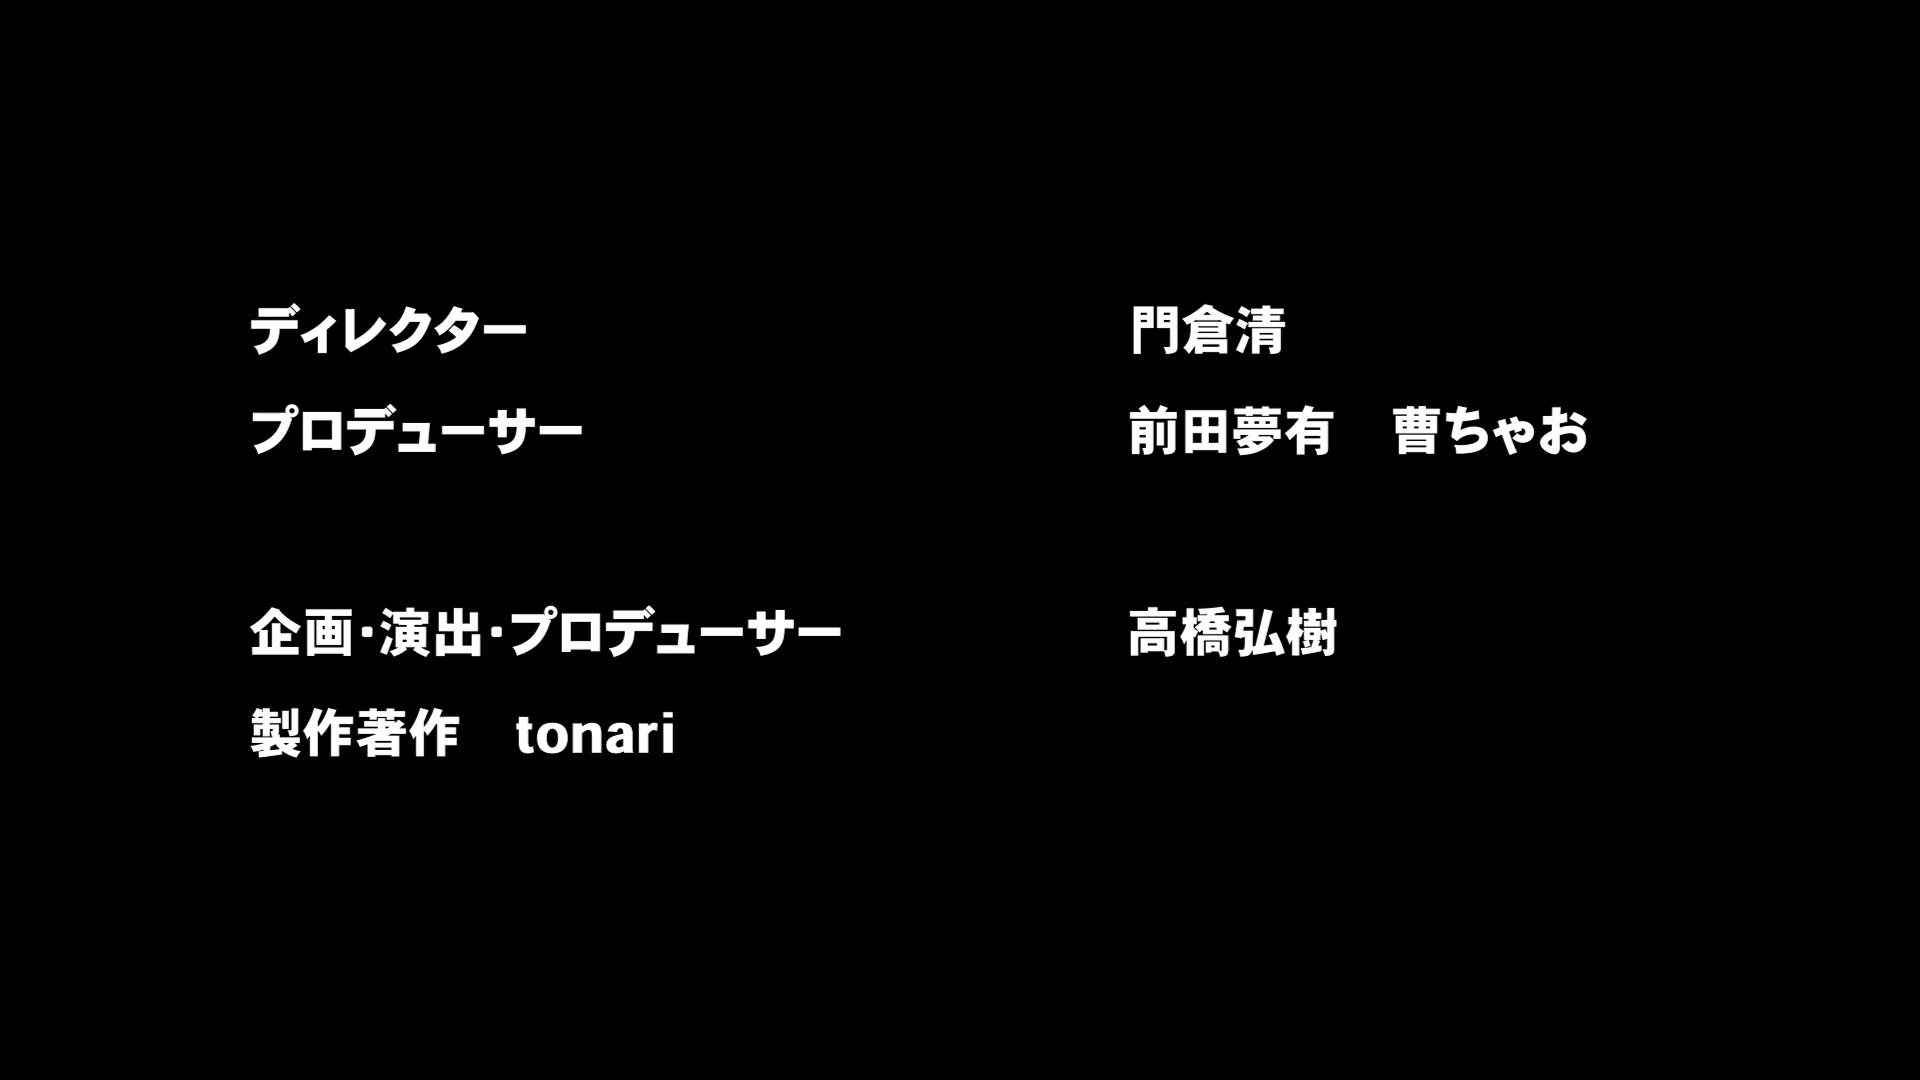 ディレクター　門倉清
プロデューサー　前田夢有　曹ちゃお
企画・演出・プロデューサー　高橋弘樹
製作著作　tonari